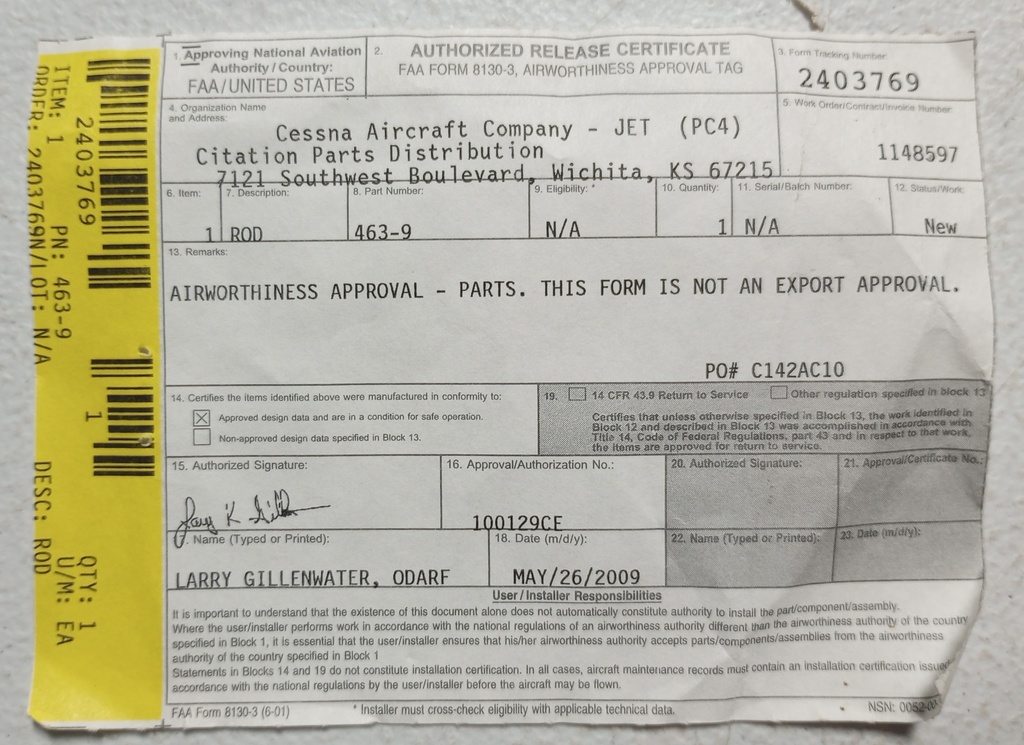 ITEM: 1 PN: 463-9 QTY: 1
ORDER: 2403769N/LOT: N/A DESC: ROD U/M: EA
2403769
1
1. Approving National Aviation
Authority / Country:
FAA/UNITED STATES
2.
AUTHORIZED RELEASE CERTIFICATE
FAA FORM 8130-3, AIRWORTHINESS APPROVAL TAG
3. Form Tracking Number:
2403769
4. Organization Name
and Address:
Cessna Aircraft Company - JET (PC4)
Citation Parts Distribution
7121 Southwest Boulevard, Wichita, KS 67215
5. Work Order/Contract/Invoice Number:
1148597
6. Item: 7. Description: 8. Part Number: 9. Eligibility: * 10. Quantity: 11. Serial/Batch Number: 12. Status/Work:
1 ROD 463-9 N/A 1 N/A New
13. Remarks:
AIRWORTHINESS APPROVAL - PARTS. THIS FORM IS NOT AN EXPORT APPROVAL.
PO# C142AC10
14. Certifies the items identified above were manufactured in conformity to:
Approved design data and are in a condition for safe operation.
Non-approved design data specified in Block 13.
19. 14 CFR 43.9 Return to Service Other regulation specified in block 13
Certifies that unless otherwise specified in Block 13, the work identified in
Block 12 and described in Block 13 was accomplished in accordance with
Title 14, Code of Federal Regulations, part 43 and in respect to that work,
the items are approved for return to service.
15. Authorized Signature:
16. Approval/Authorization No.:
100129CE
20. Authorized Signature:
21. Approval/Certificate No.:
7. Name (Typed or Printed):
LARRY GILLENWATER, ODARF
18. Date (m/d/y):
MAY/26/2009
22. Name (Typed or Printed):
23. Date (m/d/y):
User / Installer Responsibilities
It is important to understand that the existence of this document alone does not automatically constitute authority to install the part/component/assembly.
Where the user/installer performs work in accordance with the national regulations of an airworthiness authority different than the airworthiness authority of the country
specified in Block 1, it is essential that the user/installer ensures that his/her airworthiness authority accepts parts/components/assemblies from the airworthiness
authority of the country specified in Block 1
Statements in Blocks 14 and 19 do not constitute installation certification. In all cases, aircraft maintenance records must contain an installation certification issued
accordance with the national regulations by the user/installer before the aircraft may be flown.
FAA Form 8130-3 (6-01) * Installer must cross-check eligibility with applicable technical data. NSN: 0052-00